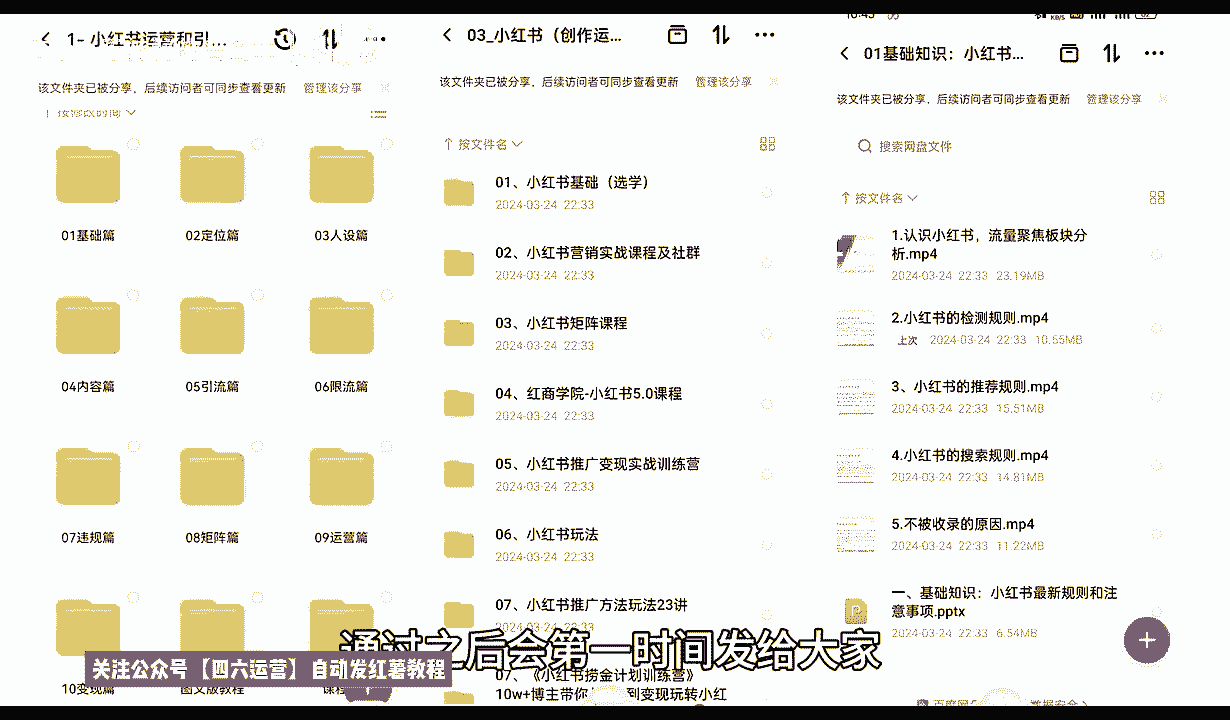 1- 小红书运营和引...
该文件夹已被分享，后续访问者可同步查看更新 管理该分享
按修改时间
01基础篇 02定位篇 03人设篇
04内容篇 05引流篇 06限流篇
07违规篇 08矩阵篇 09运营篇
10变现篇 图文版教程
03_小红书（创作运...
该文件夹已被分享，后续访问者可同步查看更新 管理该分享
按文件名
01、小红书基础（选学）
2024-03-24 22:33
02、小红书营销实战课程及社群
2024-03-24 22:33
03、小红书矩阵课程
2024-03-24 22:33
04、红商学院-小红书5.0课程
2024-03-24 22:33
05、小红书推广变现实战训练营
2024-03-24 22:33
06、小红书玩法
2024-03-24 22:33
07、小红书推广方法玩法23讲
2024-03-24 22:33
07、《小红书捞金计划训练营》
10w+博主带你 到变现玩转小红
01基础知识：小红书...
该文件夹已被分享，后续访问者可同步查看更新 管理该分享
搜索网盘文件
按文件名
1.认识小红书，流量聚焦板块分
析.mp4
2024-03-24 22:33 23.19MB
2.小红书的检测规则.mp4
上次 2024-03-24 22:33 10.55MB
3、小红书的推荐规则.mp4
2024-03-24 22:33 15.51MB
4.小红书的搜索规则.mp4
2024-03-24 22:33 14.81MB
5.不被收录的原因.mp4
2024-03-24 22:33 11.22MB
一、基础知识：小红书最新规则和注
意事项.pptx
2024-03-24 22:33 6.54MB
通过之后会第一时间发给大家
关注公众号【四六运营】自动发红薯教程